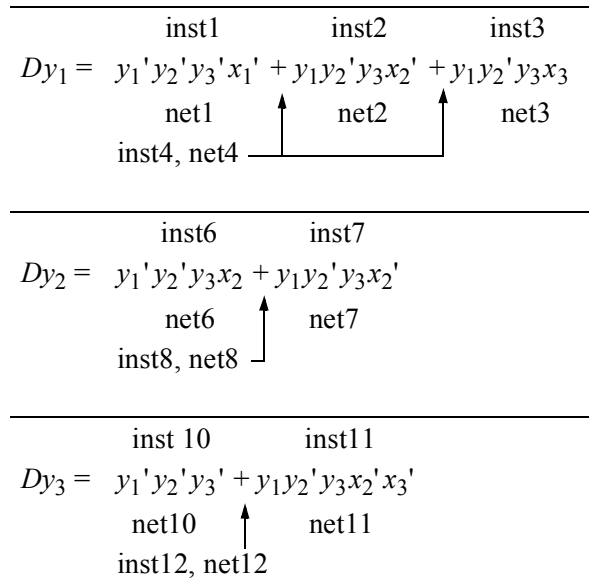 inst1 inst2 inst3
Dy₁ = y₁'y₂'y₃'x₁' + y₁y₂'y₃x₂' + y₁y₂'y₃x₃
net1 net2 net3
inst4, net4
inst6 inst7
Dy₂ = y₁'y₂'y₃x₂ + y₁y₂'y₃x₂'
net6 net7
inst8, net8
inst 10 inst11
Dy₃ = y₁'y₂'y₃' + y₁y₂'y₃x₂'x₃'
net10 net11
inst12, net12